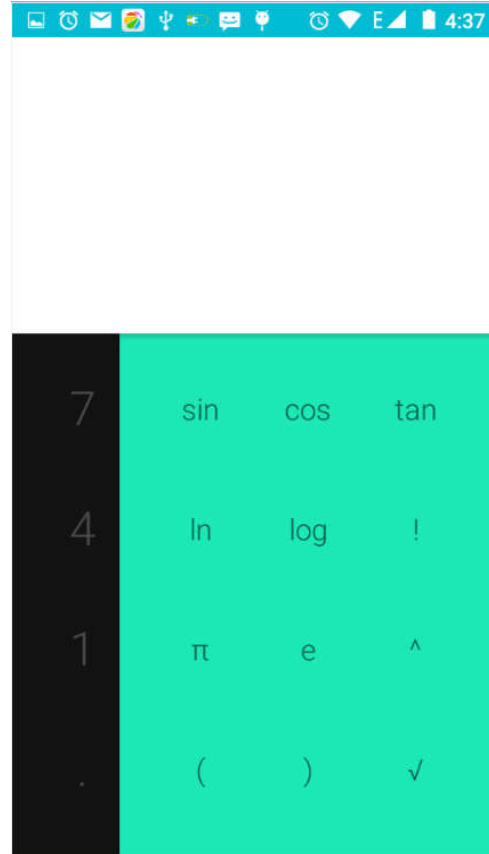 E 4:37
7 sin cos tan
4 ln log !
1 π e ^
. ( ) √